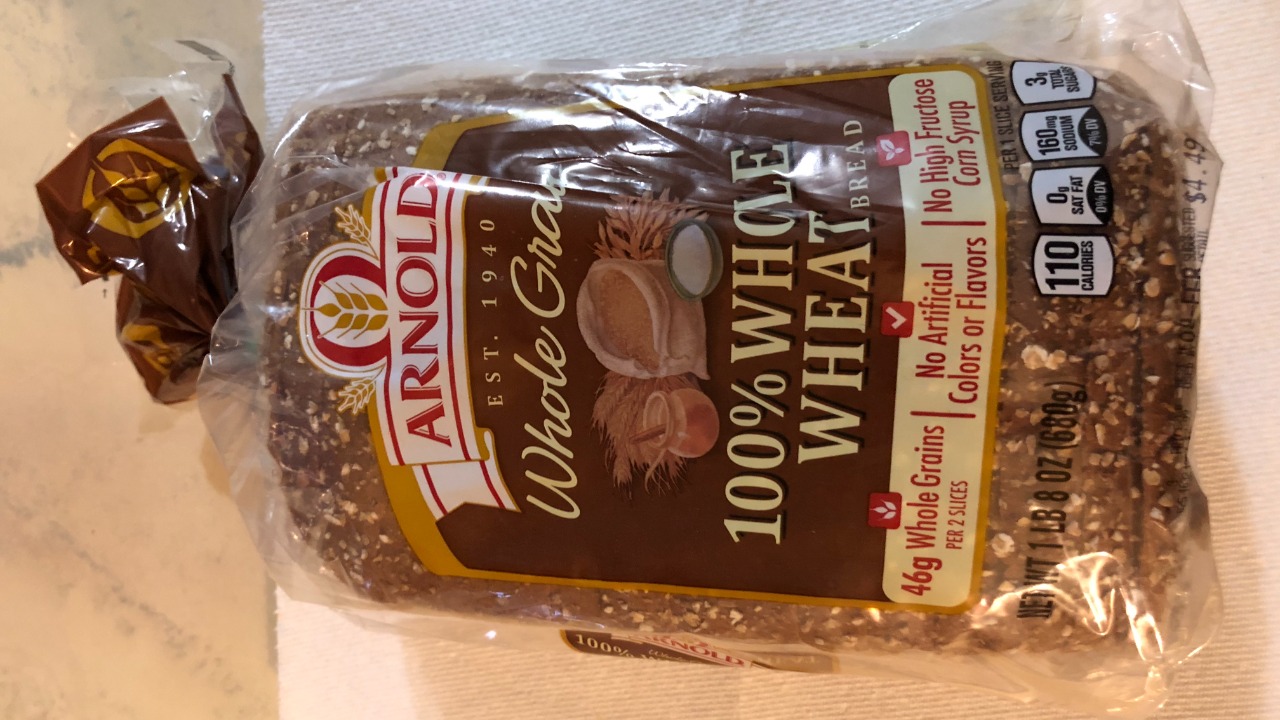 ARNOLD
EST. 1940
Whole Grains
100% WHOLE
WHEAT
BREAD
46g Whole Grains
PER 2 SLICES
No Artificial
Colors or Flavors
No High Fructose
Corn Syrup
PER 1 SLICE SERVING
110
CALORIES
0g
SAT FAT
0% DV
160mg
SODIUM
7% DV
3g
TOTAL
SUGARS
NET WT 1 LB 8 OZ (680g)
$4.49
100%
ARNOLD